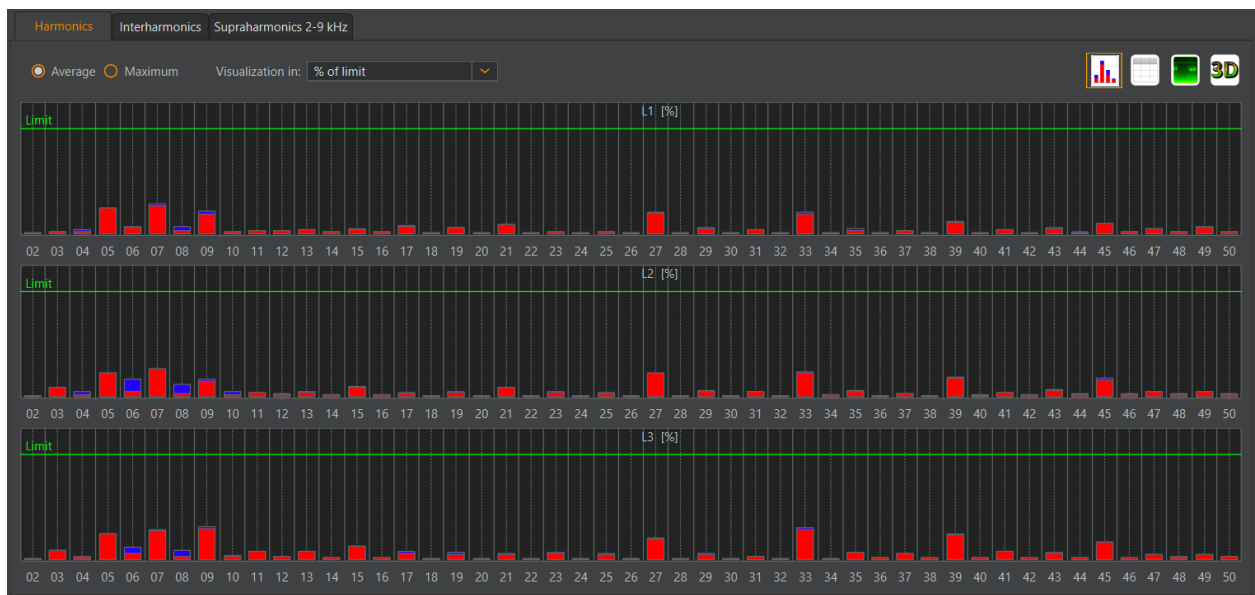 Harmonics Interharmonics Supraharmonics 2-9 kHz
Average Maximum Visualization in: % of limit 3D
L1 [%]
Limit
02 03 04 05 06 07 08 09 10 11 12 13 14 15 16 17 18 19 20 21 22 23 24 25 26 27 28 29 30 31 32 33 34 35 36 37 38 39 40 41 42 43 44 45 46 47 48 49 50
L2 [%]
Limit
02 03 04 05 06 07 08 09 10 11 12 13 14 15 16 17 18 19 20 21 22 23 24 25 26 27 28 29 30 31 32 33 34 35 36 37 38 39 40 41 42 43 44 45 46 47 48 49 50
L3 [%]
Limit
02 03 04 05 06 07 08 09 10 11 12 13 14 15 16 17 18 19 20 21 22 23 24 25 26 27 28 29 30 31 32 33 34 35 36 37 38 39 40 41 42 43 44 45 46 47 48 49 50